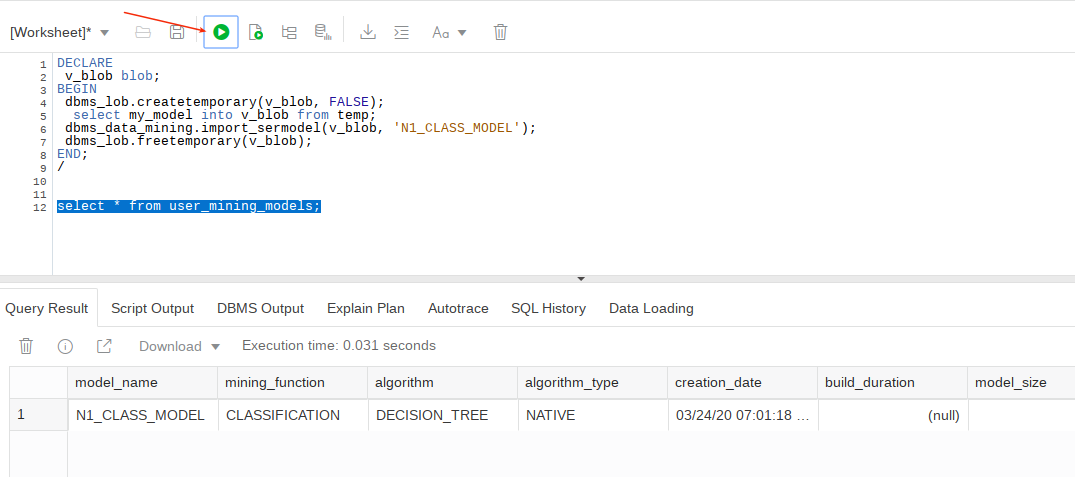 [Worksheet]* Aa
1 DECLARE
2 v_blob blob;
3 BEGIN
4 dbms_lob.createtemporary(v_blob, FALSE);
5 select my_model into v_blob from temp;
6 dbms_data_mining.import_sermodel(v_blob, 'N1_CLASS_MODEL');
7 dbms_lob.freetemporary(v_blob);
8 END;
9 /
10
11
12 select * from user_mining_models;
Query Result Script Output DBMS Output Explain Plan Autotrace SQL History Data Loading
Download Execution time: 0.031 seconds
model_name mining_function algorithm algorithm_type creation_date build_duration model_size
1 N1_CLASS_MODEL CLASSIFICATION DECISION_TREE NATIVE 03/24/20 07:01:18 ... (null)